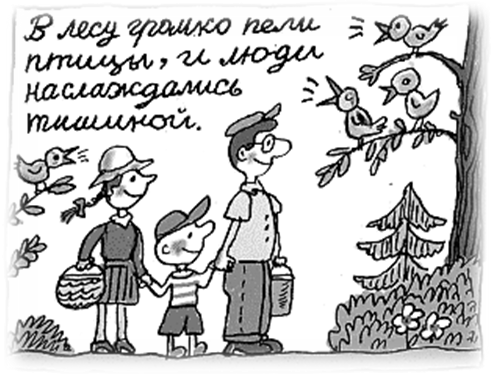 В лесу громко пели
птицы, и люди
наслаждались
тишиной.